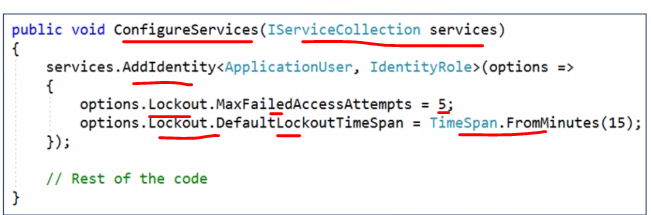 public void ConfigureServices(IServiceCollection services)
{
    services.AddIdentity<ApplicationUser, IdentityRole>(options =>
    {
        options.Lockout.MaxFailedAccessAttempts = 5;
        options.Lockout.DefaultLockoutTimeSpan = TimeSpan.FromMinutes(15);
    });

    // Rest of the code
}